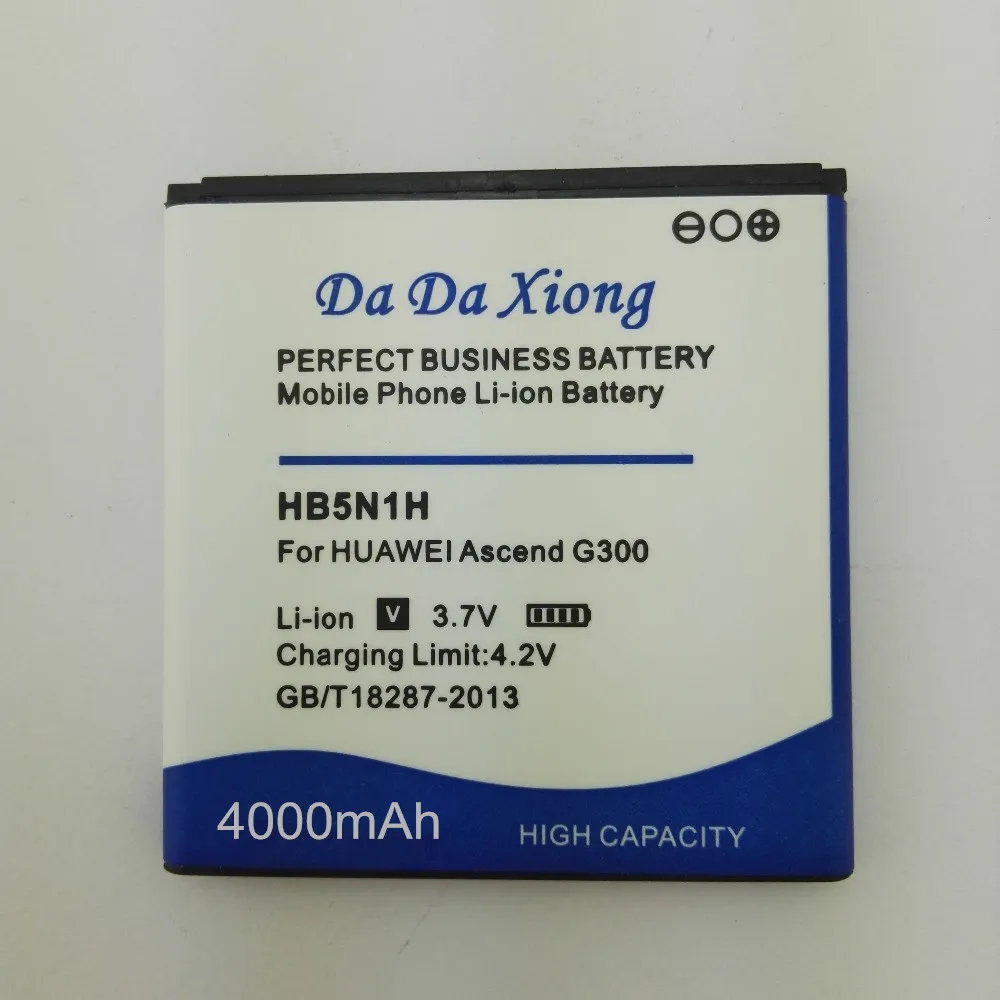 Da Da Xiong
PERFECT BUSINESS BATTERY
Mobile Phone Li-ion Battery
HB5N1H
For HUAWEI Ascend G300
Li-ion V 3.7V
Charging Limit:4.2V
GB/T18287-2013
4000mAh
HIGH CAPACITY